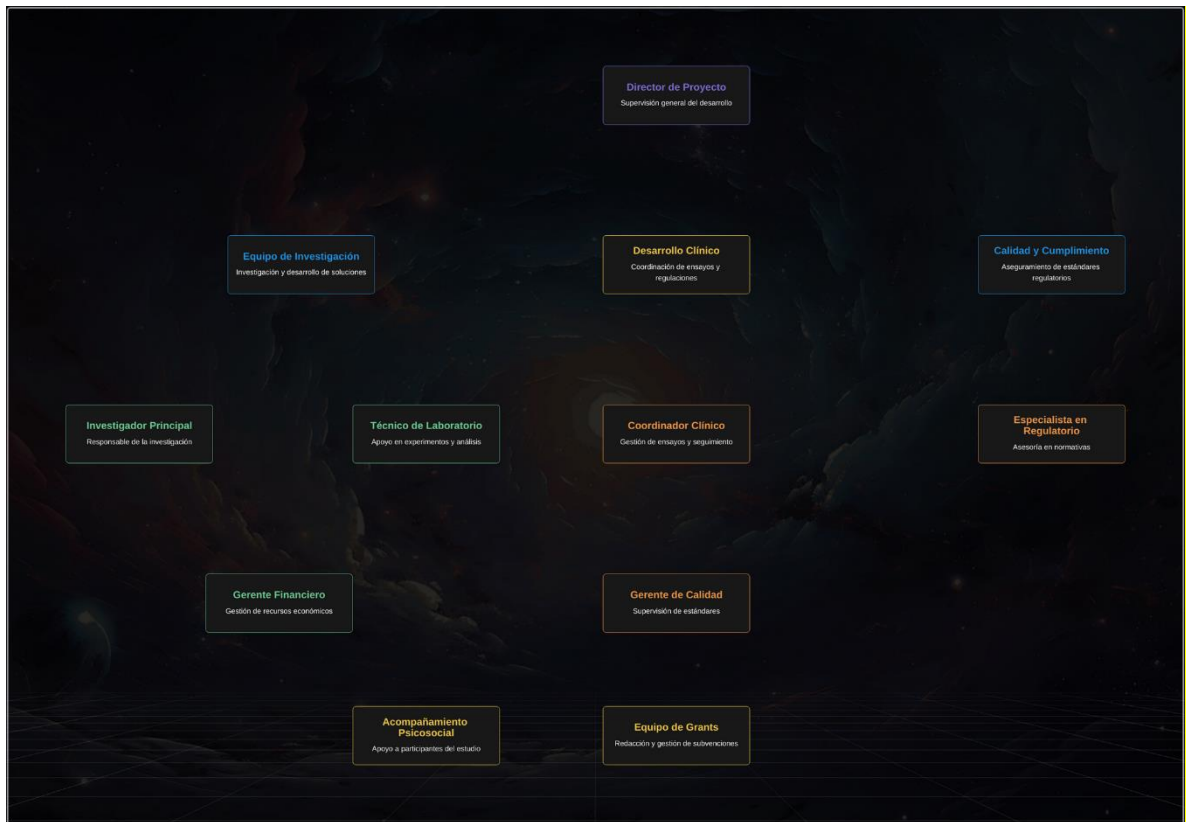 Director de Proyecto
Supervisión general del desarrollo
Equipo de Investigación
Investigación y desarrollo de soluciones
Desarrollo Clínico
Coordinación de ensayos y
regulaciones
Calidad y Cumplimiento
Aseguramiento de estándares
regulatorios
Investigador Principal
Responsable de la investigación
Técnico de Laboratorio
Apoyo en experimentos y análisis
Coordinador Clínico
Gestión de ensayos y seguimiento
Especialista en
Regulatorio
Asesoría en normativas
Gerente Financiero
Gestión de recursos económicos
Gerente de Calidad
Supervisión de estándares
Acompañamiento
Psicosocial
Apoyo a participantes del estudio
Equipo de Grants
Redacción y gestión de subvenciones